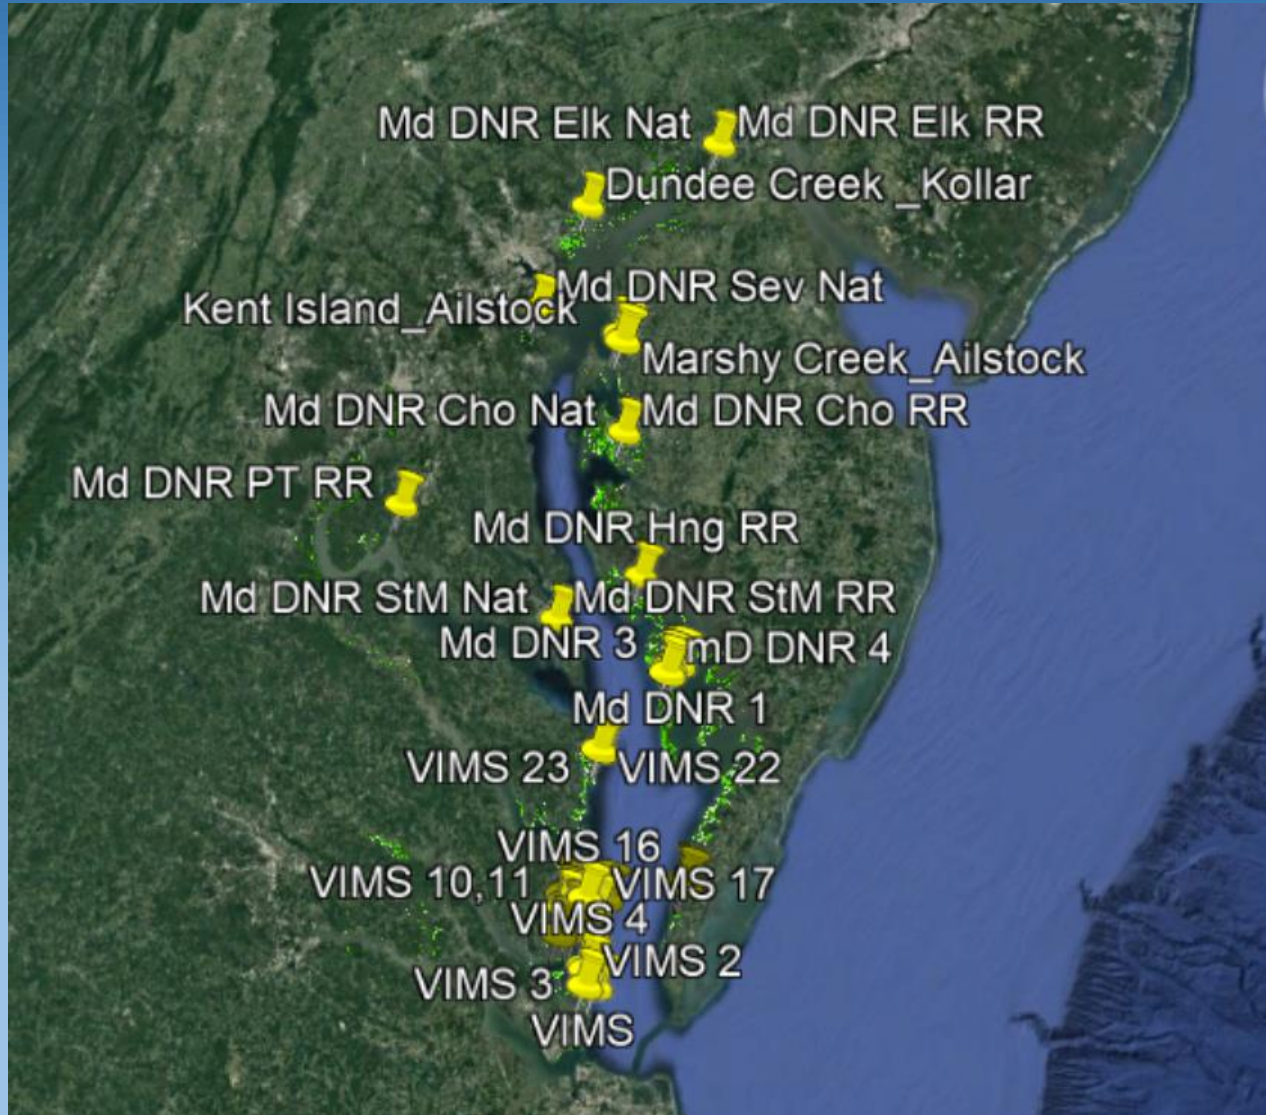 Md DNR Elk Nat
Md DNR Elk RR
Dundee Creek _Kollar
Md DNR Sev Nat
Kent Island_Ailstock
Marshy Creek_Ailstock
Md DNR Cho Nat
Md DNR Cho RR
Md DNR PT RR
Md DNR Hng RR
Md DNR StM Nat
Md DNR StM RR
Md DNR 3
mD DNR 4
Md DNR 1
VIMS 23
VIMS 22
VIMS 16
VIMS 10,11
VIMS 17
VIMS 4
VIMS 2
VIMS 3
VIMS